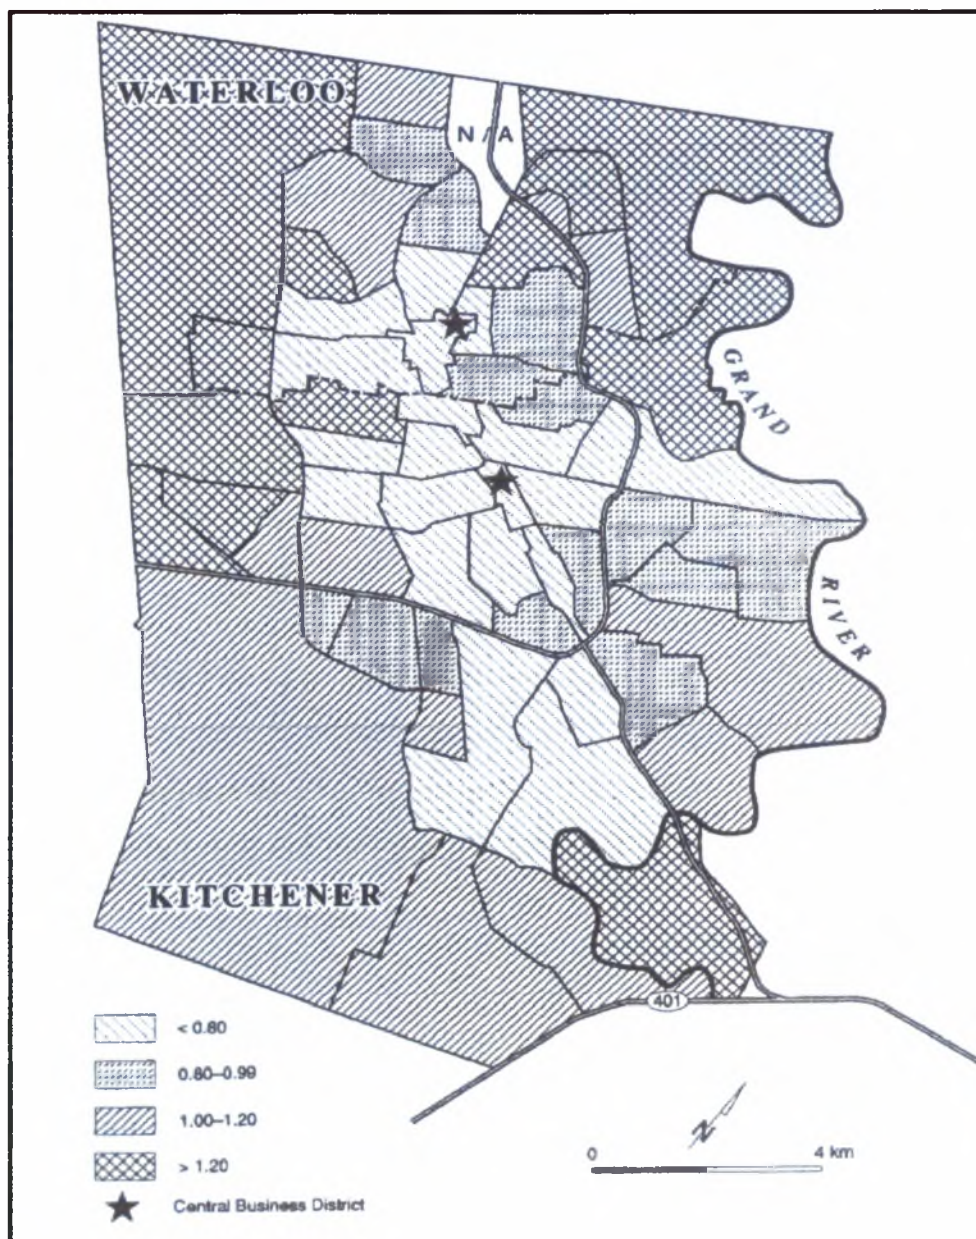 WATERLOO
N/A
GRAND
RIVER
KITCHENER
401
< 0.80
0.80–0.99
1.00–1.20
> 1.20
Central Business District
N
0 4 km